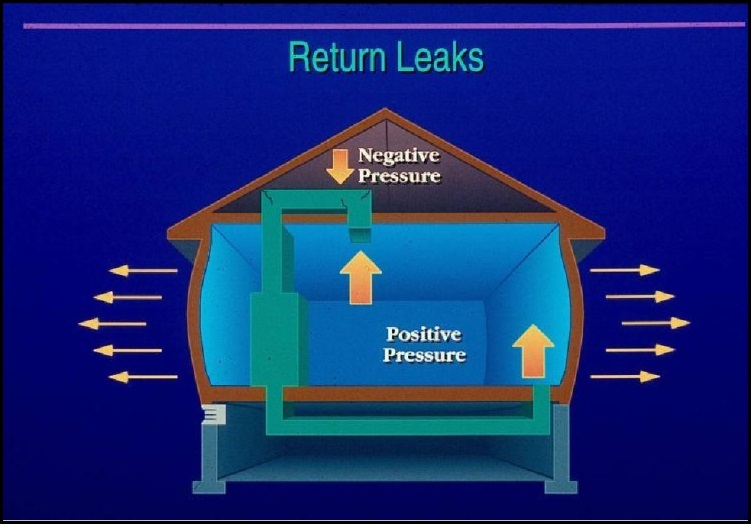 Return Leaks
Negative
Pressure
Positive
Pressure